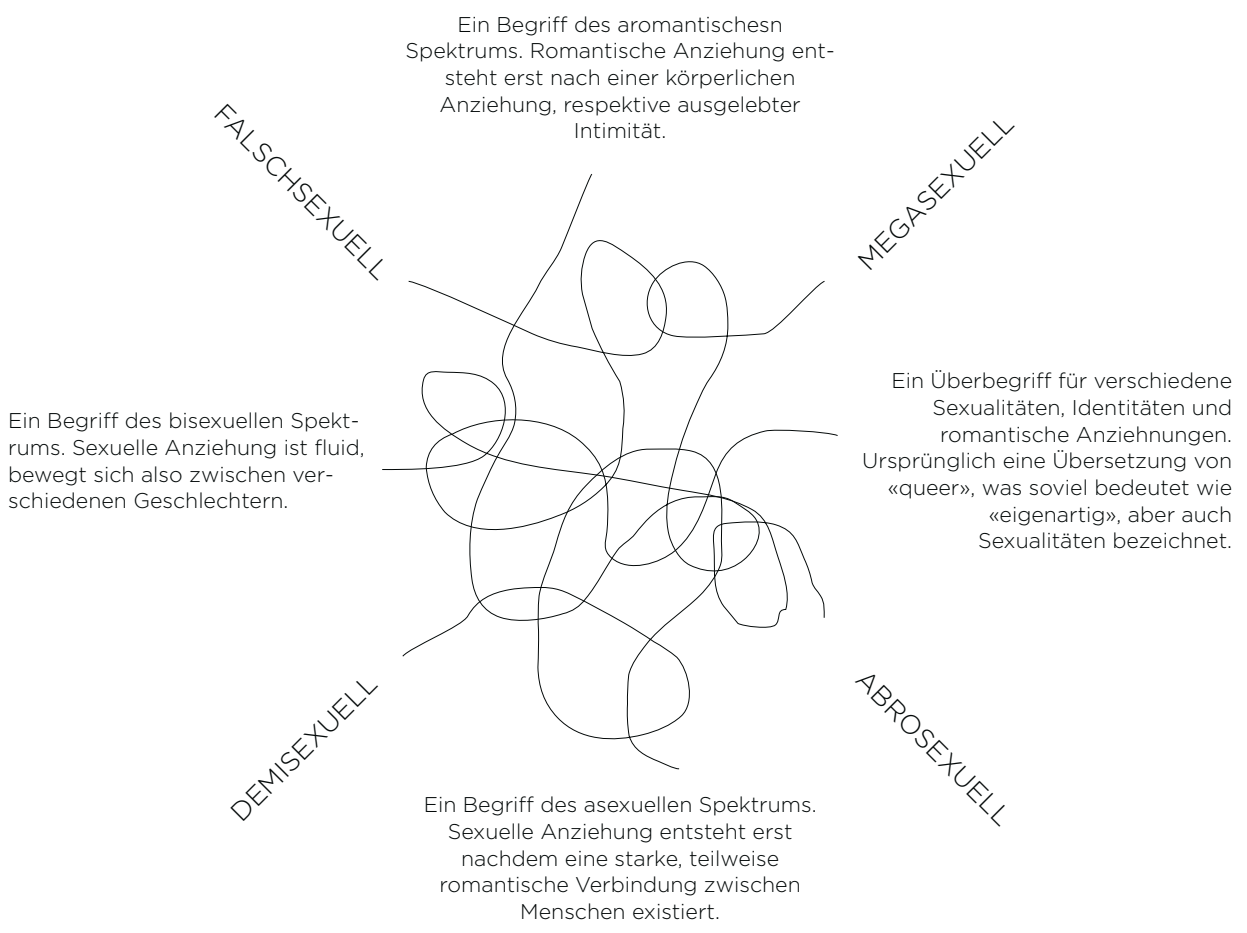 Ein Begriff des aromantischesn
Spektrums. Romantische Anziehung ent-
steht erst nach einer körperlichen
Anziehung, respektive ausgelebter
Intimität.
FALSCHSEXUELL
MEGASEXUELL
Ein Begriff des bisexuellen Spekt-
rums. Sexuelle Anziehung ist fluid,
bewegt sich also zwischen ver-
schiedenen Geschlechtern.
Ein Überbegriff für verschiedene
Sexualitäten, Identitäten und
romantische Anziehnungen.
Ursprünglich eine Übersetzung von
«queer», was soviel bedeutet wie
«eigenartig», aber auch
Sexualitäten bezeichnet.
DEMISEXUELL
ABROSEXUELL
Ein Begriff des asexuellen Spektrums.
Sexuelle Anziehung entsteht erst
nachdem eine starke, teilweise
romantische Verbindung zwischen
Menschen existiert.